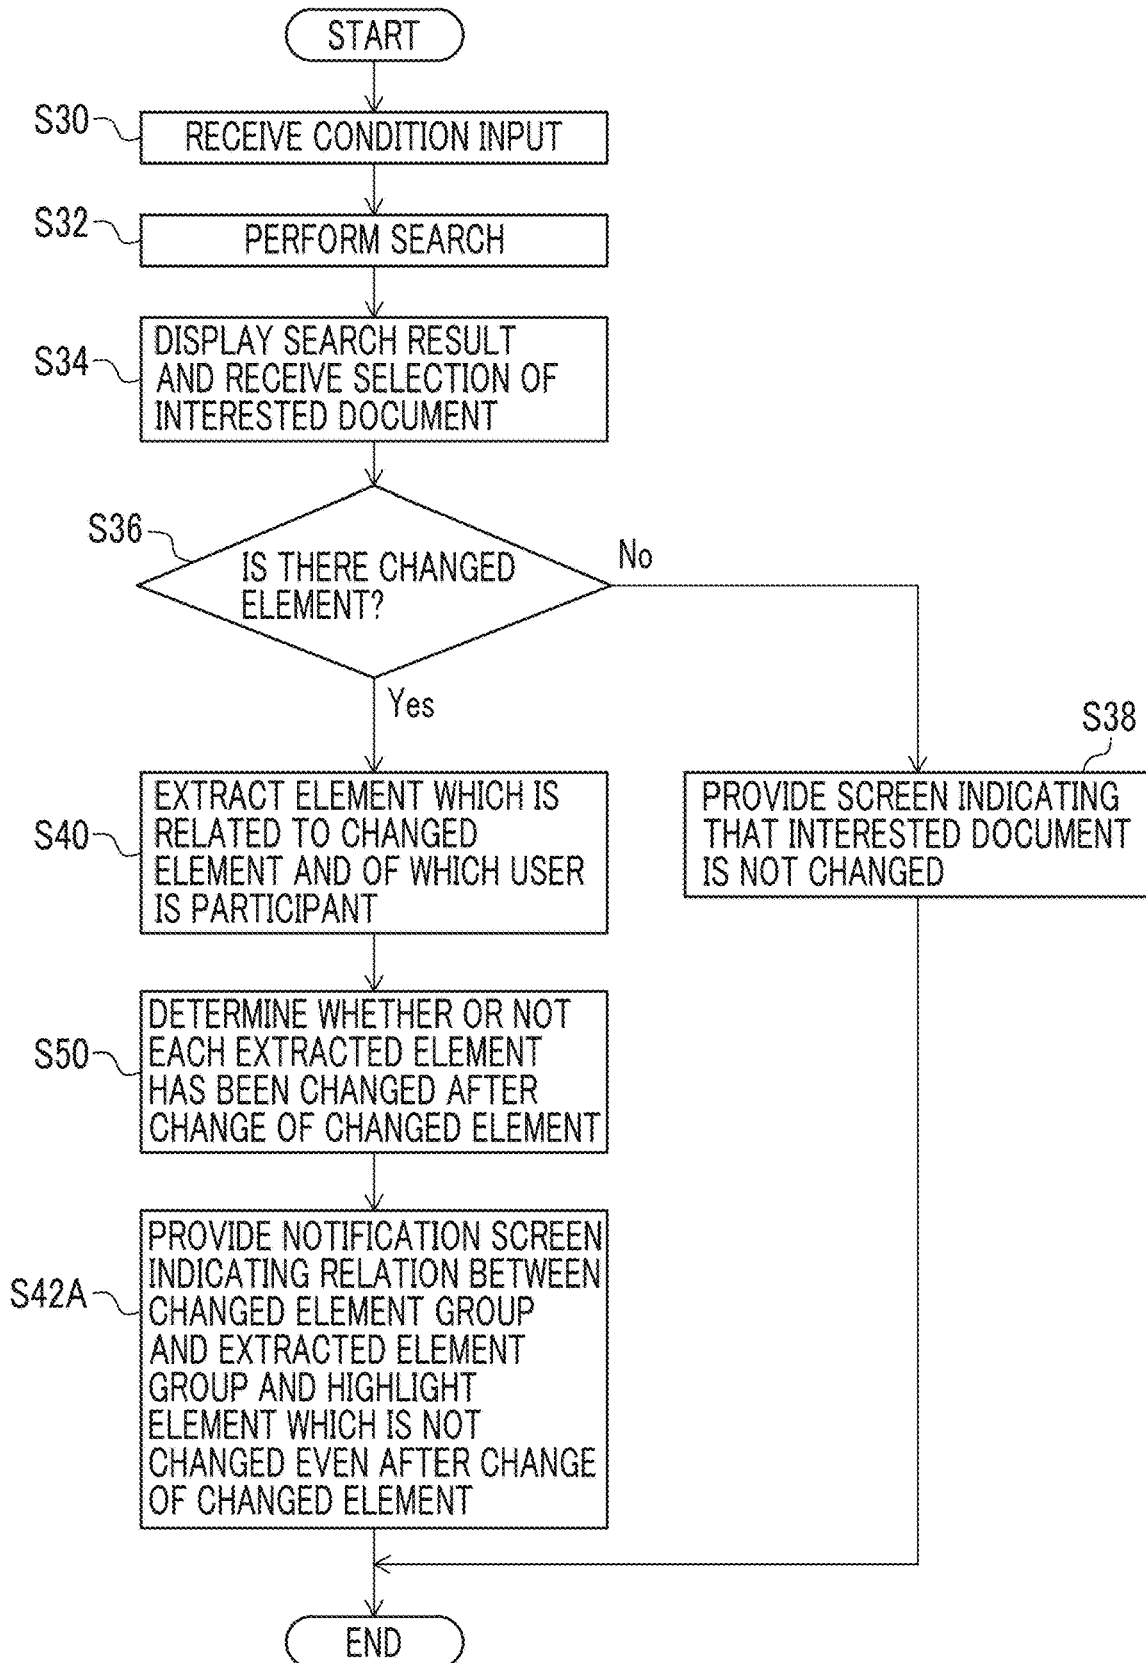 START
S30
RECEIVE CONDITION INPUT
S32
PERFORM SEARCH
S34
DISPLAY SEARCH RESULT
AND RECEIVE SELECTION OF
INTERESTED DOCUMENT
S36
IS THERE CHANGED
ELEMENT?
No
Yes
S38
PROVIDE SCREEN INDICATING
THAT INTERESTED DOCUMENT
IS NOT CHANGED
S40
EXTRACT ELEMENT WHICH IS
RELATED TO CHANGED
ELEMENT AND OF WHICH USER
IS PARTICIPANT
S50
DETERMINE WHETHER OR NOT
EACH EXTRACTED ELEMENT
HAS BEEN CHANGED AFTER
CHANGE OF CHANGED ELEMENT
S42A
PROVIDE NOTIFICATION SCREEN
INDICATING RELATION BETWEEN
CHANGED ELEMENT GROUP
AND EXTRACTED ELEMENT
GROUP AND HIGHLIGHT
ELEMENT WHICH IS NOT
CHANGED EVEN AFTER CHANGE
OF CHANGED ELEMENT
END